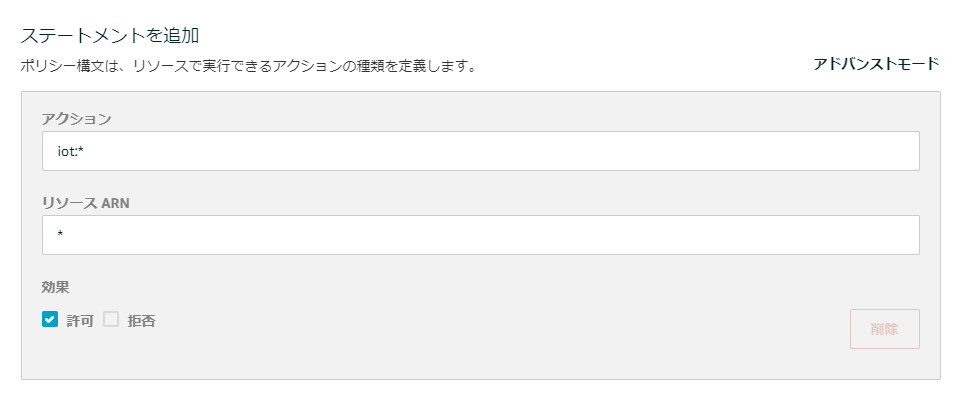 ステートメントを追加
ポリシー構文は、リソースで実行できるアクションの種類を定義します。
アドバンストモード
アクション
iot:*
リソース ARN
*
効果
許可 拒否
削除